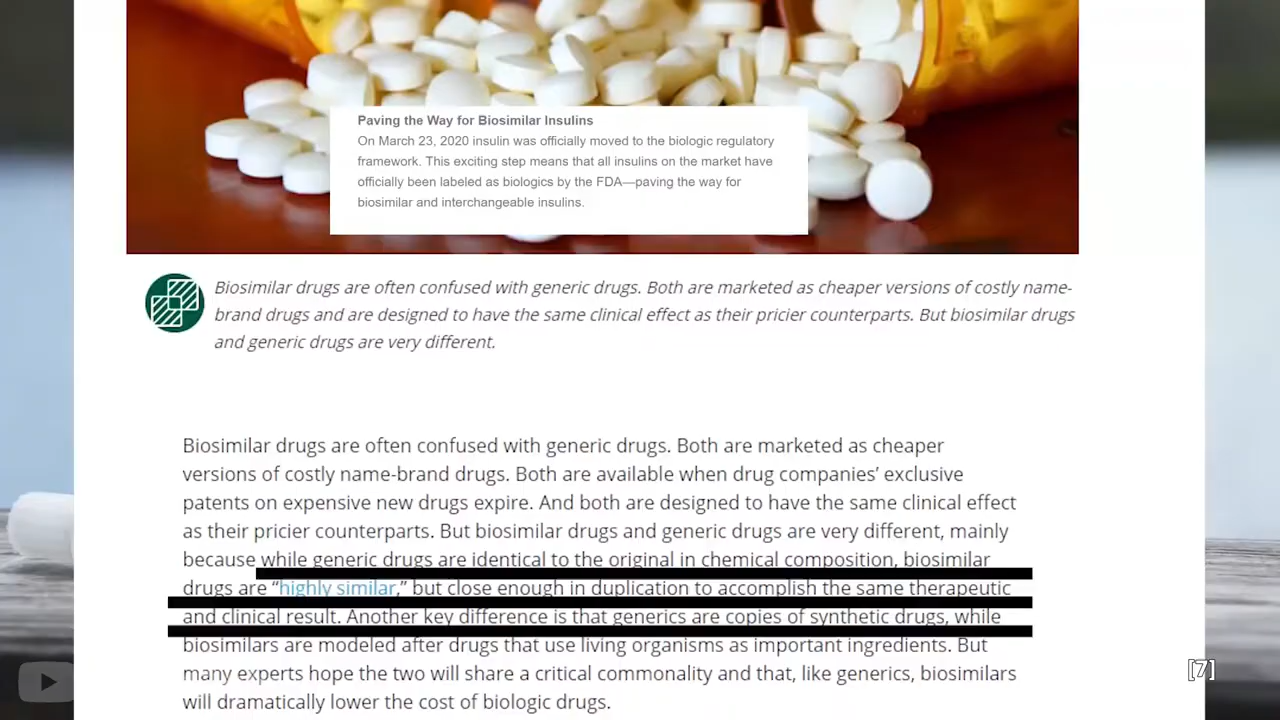 Paving the Way for Biosimilar Insulins
On March 23, 2020 insulin was officially moved to the biologic regulatory
framework. This exciting step means that all insulins on the market have
officially been labeled as biologics by the FDA—paving the way for
biosimilar and interchangeable insulins.
Biosimilar drugs are often confused with generic drugs. Both are marketed as cheaper versions of costly name-
brand drugs and are designed to have the same clinical effect as their pricier counterparts. But biosimilar drugs
and generic drugs are very different.
Biosimilar drugs are often confused with generic drugs. Both are marketed as cheaper
versions of costly name-brand drugs. Both are available when drug companies’ exclusive
patents on expensive new drugs expire. And both are designed to have the same clinical effect
as their pricier counterparts. But biosimilar drugs and generic drugs are very different, mainly
because while generic drugs are identical to the original in chemical composition, biosimilar
drugs are “highly similar,” but close enough in duplication to accomplish the same therapeutic
and clinical result. Another key difference is that generics are copies of synthetic drugs, while
biosimilars are modeled after drugs that use living organisms as important ingredients. But
many experts hope the two will share a critical commonality and that, like generics, biosimilars
will dramatically lower the cost of biologic drugs.
[7]